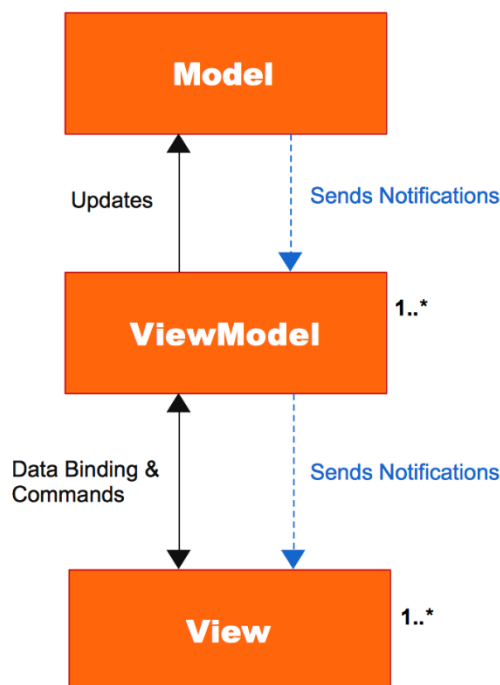 Model
Updates
Sends Notifications
1..*
ViewModel
Data Binding &
Commands
Sends Notifications
1..*
View